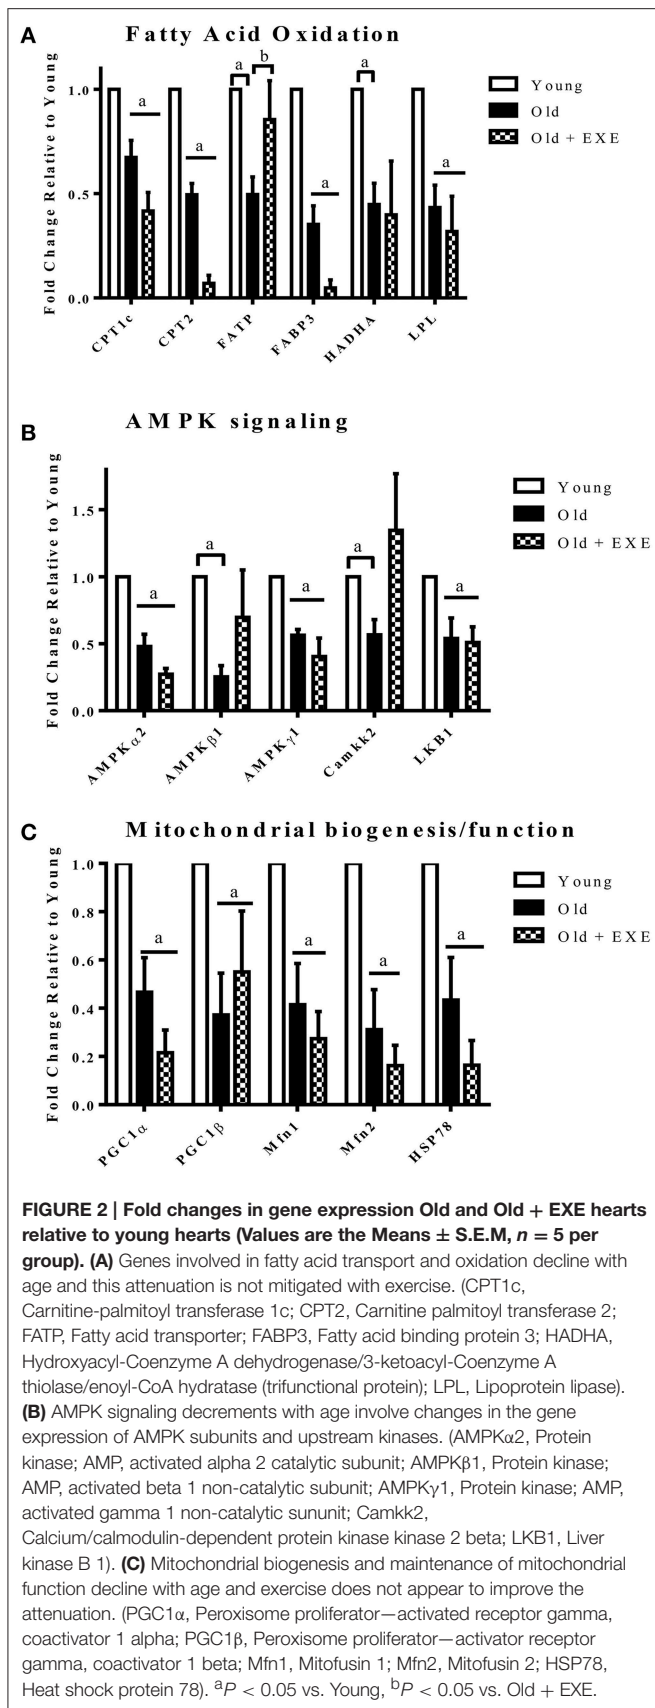 A
Fatty Acid Oxidation
Fold Change Relative to Young
1.0
0.5
0.0
a
a
a
b
a
a
a
Young
Old
Old + EXE
CPT1c
CPT2
FATP
FABP3
HADHA
LPL
B
AMPK signaling
Fold Change Relative to Young
1.5
1.0
0.5
0.0
a
a
a
a
a
Young
Old
Old + EXE
AMPKα2
AMPKβ1
AMPKγ1
Camkk2
LKB1
C
Mitochondrial biogenesis/function
Fold Change Relative to Young
1.0
0.8
0.6
0.4
0.2
0.0
a
a
a
a
a
Young
Old
Old + EXE
PGC1α
PGC1β
Mfn1
Mfn2
HSP78
FIGURE 2 | Fold changes in gene expression Old and Old + EXE hearts
relative to young hearts (Values are the Means ± S.E.M, n = 5 per
group). (A) Genes involved in fatty acid transport and oxidation decline with
age and this attenuation is not mitigated with exercise. (CPT1c,
Carnitine-palmitoyl transferase 1c; CPT2, Carnitine palmitoyl transferase 2;
FATP, Fatty acid transporter; FABP3, Fatty acid binding protein 3; HADHA,
Hydroxyacyl-Coenzyme A dehydrogenase/3-ketoacyl-Coenzyme A
thiolase/enoyl-CoA hydratase (trifunctional protein); LPL, Lipoprotein lipase).
(B) AMPK signaling decrements with age involve changes in the gene
expression of AMPK subunits and upstream kinases. (AMPKα2, Protein
kinase; AMP, activated alpha 2 catalytic subunit; AMPKβ1, Protein kinase;
AMP, activated beta 1 non-catalytic subunit; AMPKγ1, Protein kinase; AMP,
activated gamma 1 non-catalytic sununit; Camkk2,
Calcium/calmodulin-dependent protein kinase kinase 2 beta; LKB1, Liver
kinase B 1). (C) Mitochondrial biogenesis and maintenance of mitochondrial
function decline with age and exercise does not appear to improve the
attenuation. (PGC1α, Peroxisome proliferator—activated receptor gamma,
coactivator 1 alpha; PGC1β, Peroxisome proliferator—activator receptor
gamma, coactivator 1 beta; Mfn1, Mitofusin 1; Mfn2, Mitofusin 2; HSP78,
Heat shock protein 78). aP < 0.05 vs. Young, bP < 0.05 vs. Old + EXE.